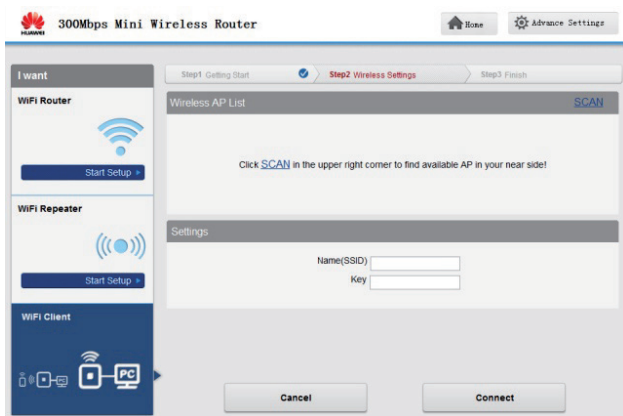 HUAWEI
300Mbps Mini Wireless Router
Home
Advance Settings
I want
Step1 Getting Start
Step2 Wireless Settings
Step3 Finish
WiFi Router
Start Setup
WiFi Repeater
Start Setup
WiFi Client
PC
Wireless AP List
SCAN
Click SCAN in the upper right corner to find available AP in your near side!
Settings
Name(SSID)
Key
Cancel
Connect